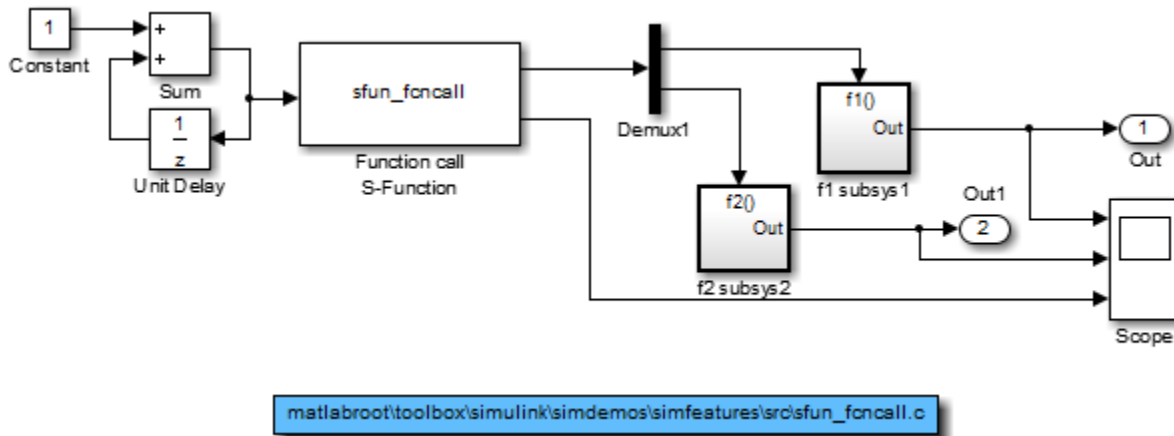 1
Constant
+
+
Sum
1
z
Unit Delay
sfun_fcncall
Function call
S-Function
Demux1
f1()
Out
f1 subsys1
1
Out
f2()
Out
f2 subsys2
Out1
2
Scope
matlabroot\toolbox\simulink\simdemos\simfeatures\src\sfun_fcncall.c